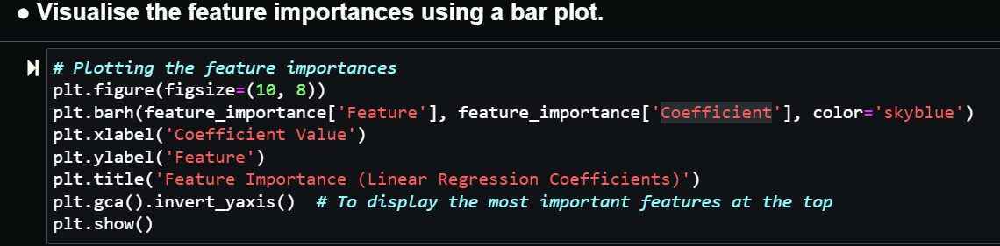 ● Visualise the feature importances using a bar plot.
# Plotting the feature importances
plt.figure(figsize=(10, 8))
plt.barh(feature_importance['Feature'], feature_importance['Coefficient'], color='skyblue')
plt.xlabel('Coefficient Value')
plt.ylabel('Feature')
plt.title('Feature Importance (Linear Regression Coefficients)')
plt.gca().invert_yaxis()  # To display the most important features at the top
plt.show()